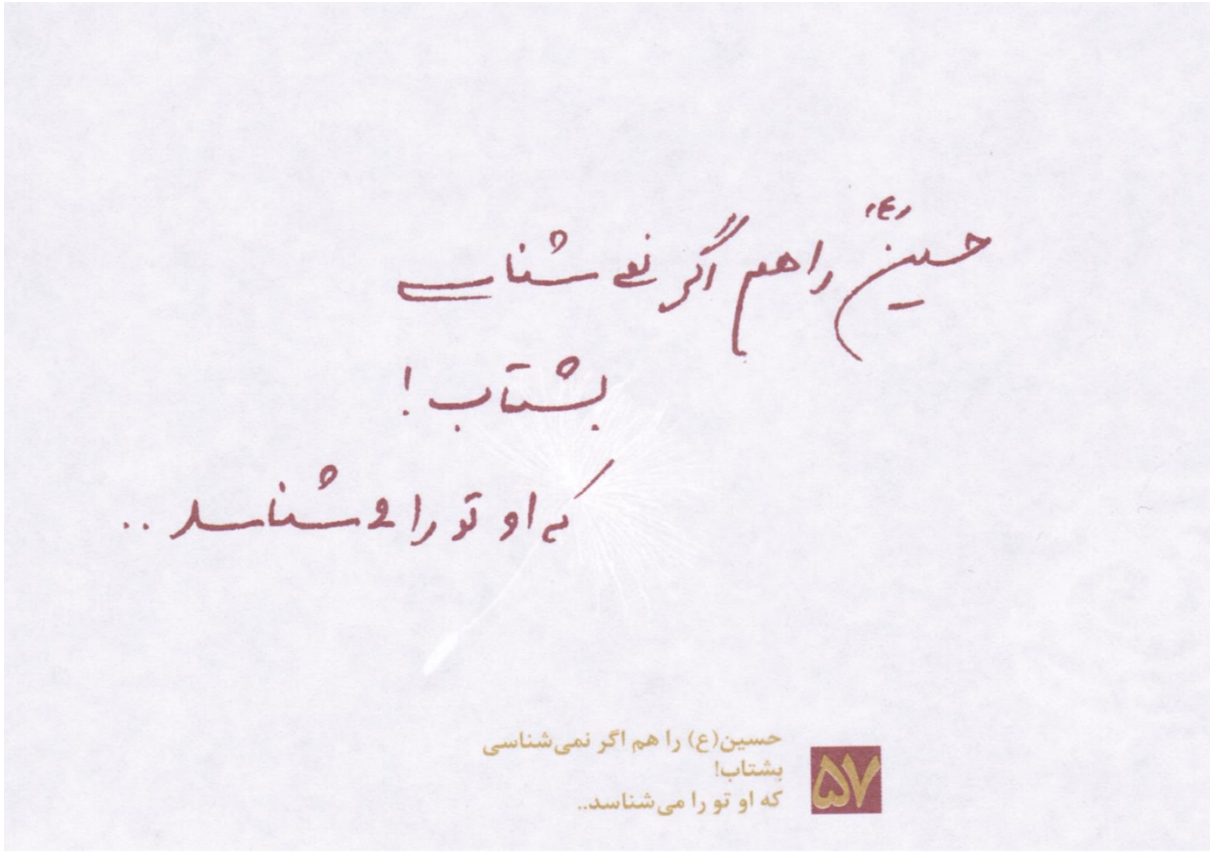 حسین (ع) را هم اگر نمی شناسی
بشتاب!
که او تو را می شناسد..
حسین(ع) را هم اگر نمی‌شناسی
بشتاب!
که او تو را می‌شناسد..
۵۷